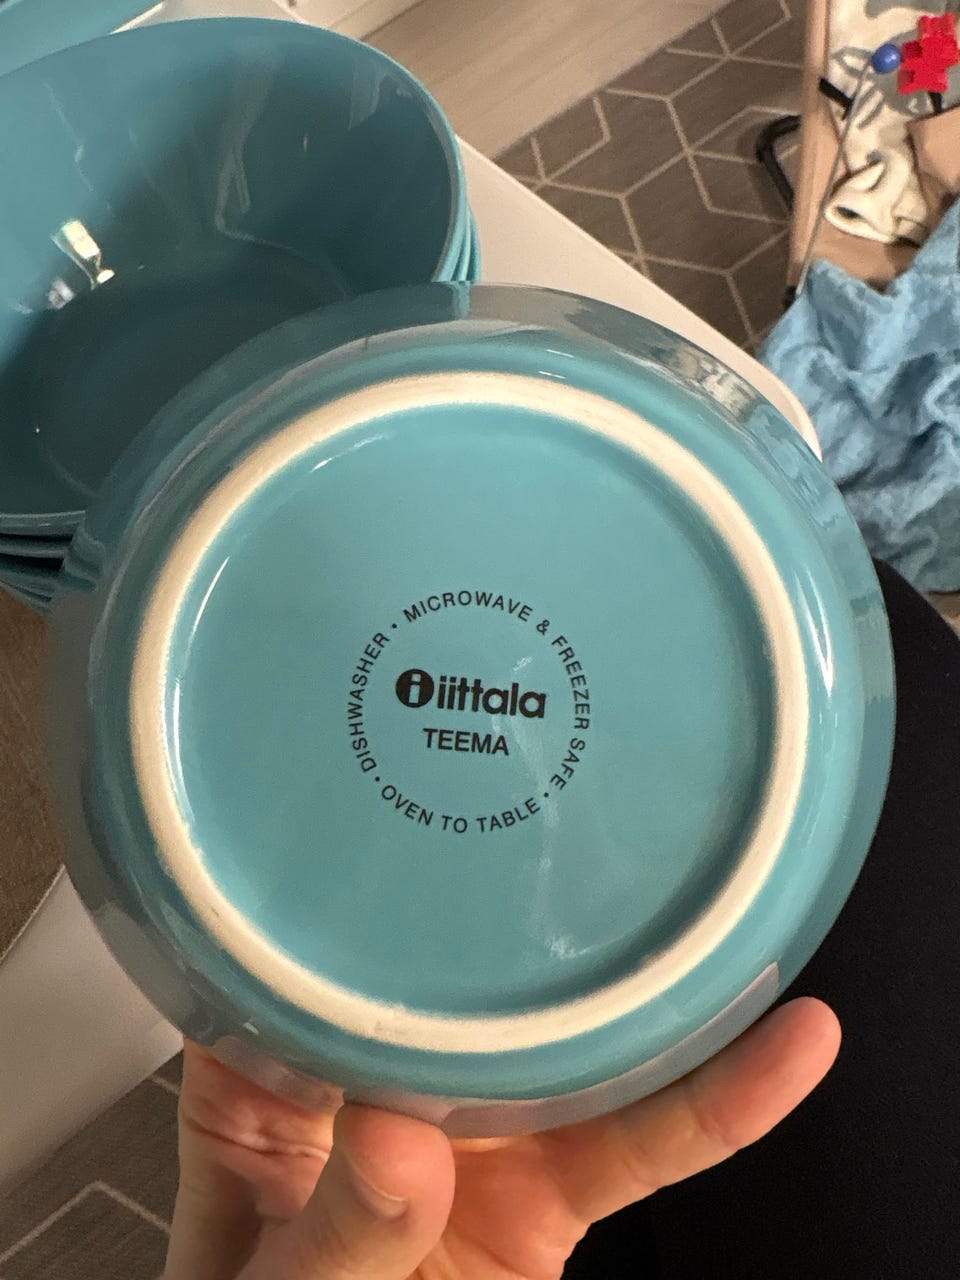 DISHWASHER • MICROWAVE & FREEZER SAFE • OVEN TO TABLE •
iittala
TEEMA